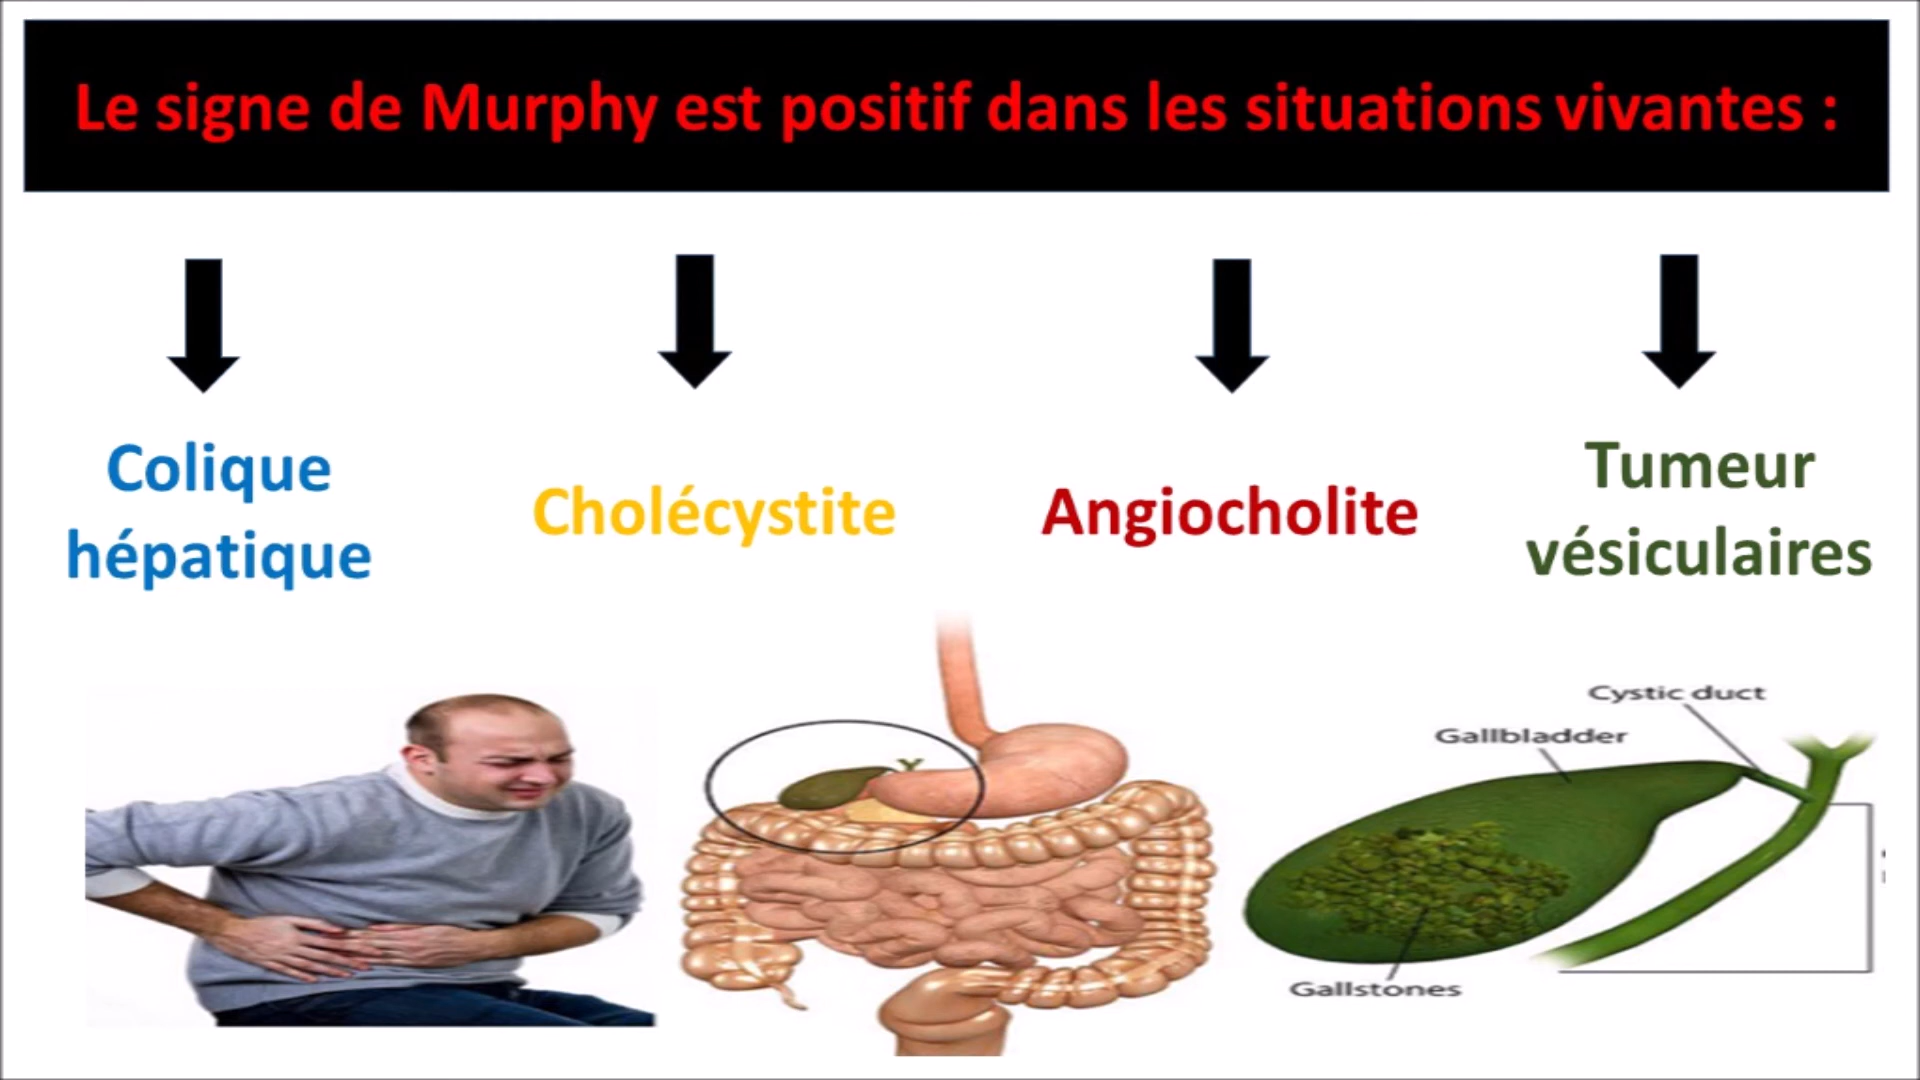 Le signe de Murphy est positif dans les situations vivantes :
Colique
hépatique
Cholécystite
Angiocholite
Tumeur
vésiculaires
Cystic duct
Gallbladder
Gallstones